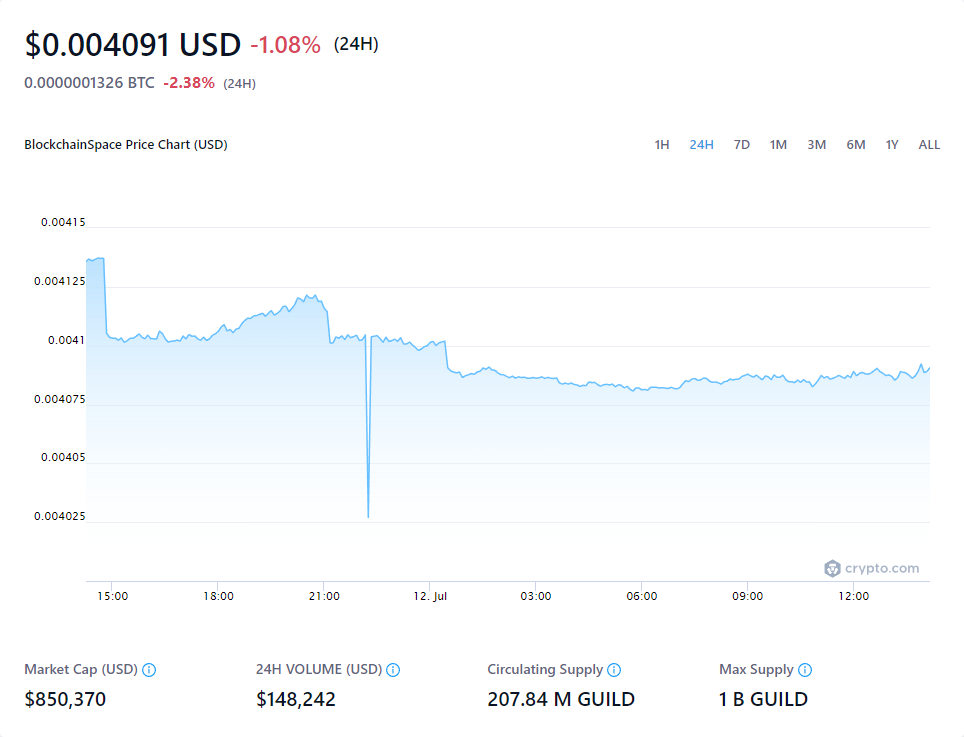 $0.004091 USD -1.08% (24H)
0.0000001326 BTC -2.38% (24H)
BlockchainSpace Price Chart (USD) 1H 24H 7D 1M 3M 6M 1Y ALL
0.00415
0.004125
0.0041
0.004075
0.00405
0.004025
crypto.com
15:00 18:00 21:00 12. Jul 03:00 06:00 09:00 12:00
Market Cap (USD) 24H VOLUME (USD) Circulating Supply Max Supply
$850,370 $148,242 207.84 M GUILD 1 B GUILD